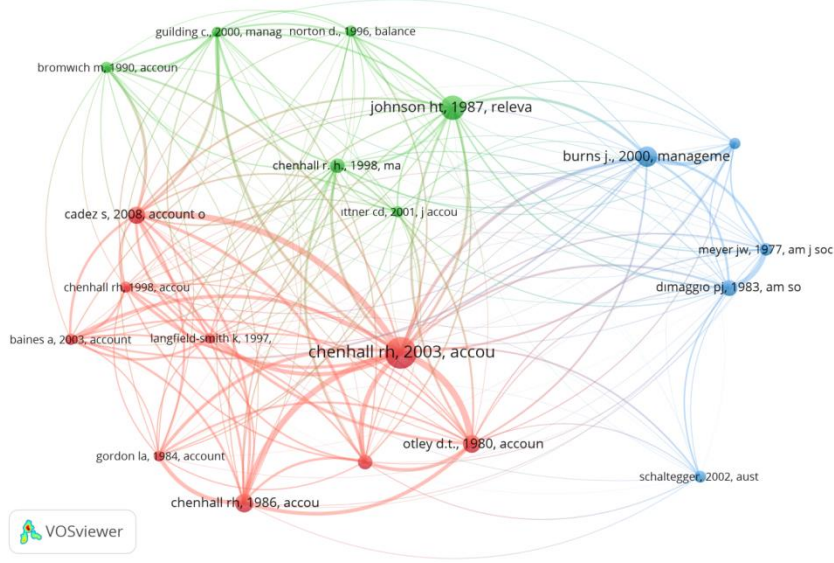 guilding c., 2000, manag
norton d., 1996, balance
bromwich m, 1990, accoun
johnson ht, 1987, releva
burns j., 2000, manageme
chenhall r. h., 1998, ma
cadez s, 2008, account o
ittner cd, 2001, j accou
meyer jw, 1977, am j soc
chenhall rh, 1998, accou
dimaggio pj, 1983, am so
baines a, 2003, account
langfield-smith k, 1997,
chenhall rh, 2003, accou
otley d.t., 1980, accoun
gordon la, 1984, account
schaltegger, 2002, aust
chenhall rh, 1986, accou
VOSviewer